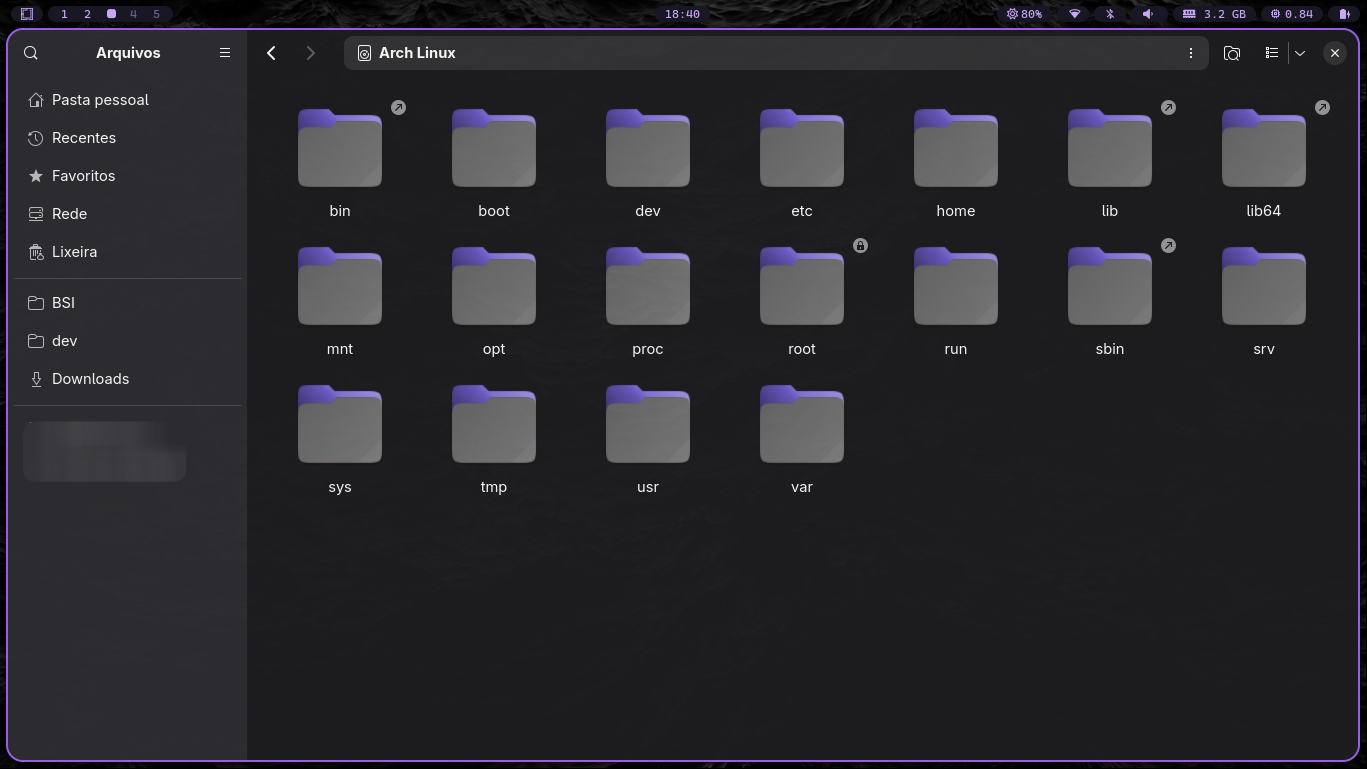 1 2 4 5
18:40
80%
3.2 GB
0.84
Arquivos
Arch Linux
Pasta pessoal
Recentes
Favoritos
Rede
Lixeira
BSI
dev
Downloads
bin boot dev etc home lib lib64
mnt opt proc root run sbin srv
sys tmp usr var